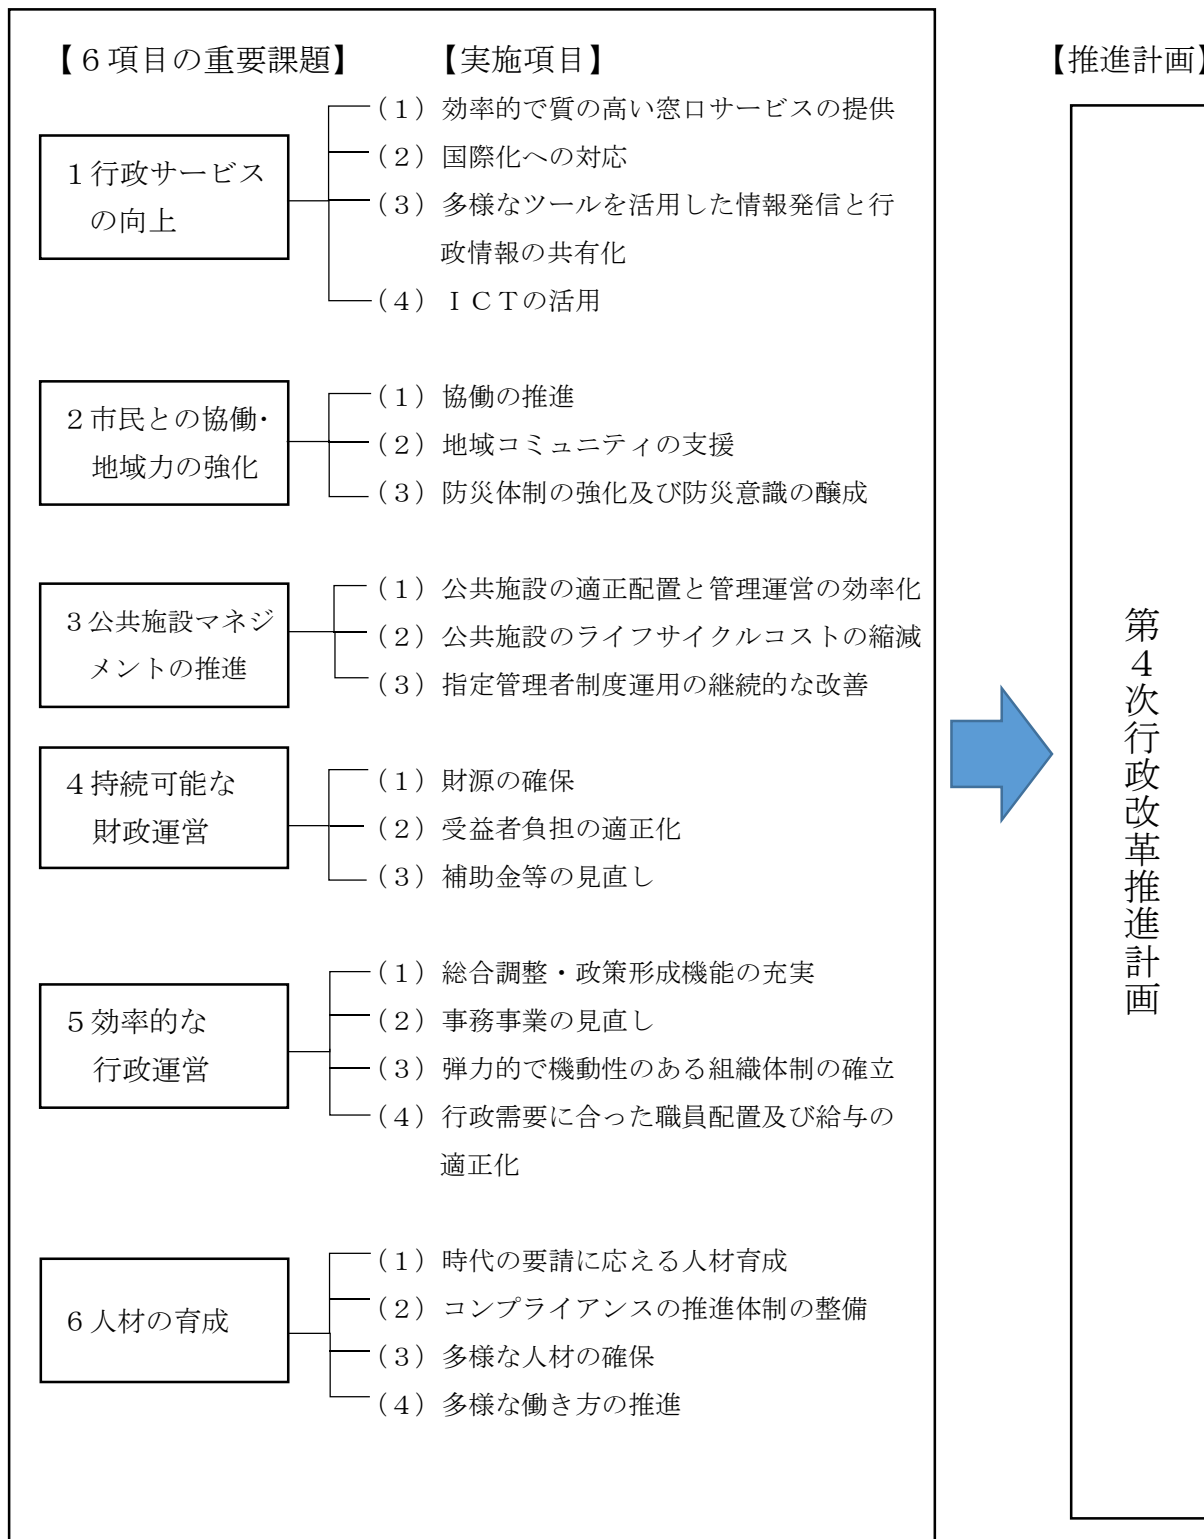 【６項目の重要課題】　【実施項目】　【推進計画】
１行政サービス
の向上
（１）効率的で質の高い窓口サービスの提供
（２）国際化への対応
（３）多様なツールを活用した情報発信と行
政情報の共有化
（４）ＩＣＴの活用
２市民との協働・
地域力の強化
（１）協働の推進
（２）地域コミュニティの支援
（３）防災体制の強化及び防災意識の醸成
３公共施設マネジ
メントの推進
（１）公共施設の適正配置と管理運営の効率化
（２）公共施設のライフサイクルコストの縮減
（３）指定管理者制度運用の継続的な改善
４持続可能な
財政運営
（１）財源の確保
（２）受益者負担の適正化
（３）補助金等の見直し
５効率的な
行政運営
（１）総合調整・政策形成機能の充実
（２）事務事業の見直し
（３）弾力的で機動性のある組織体制の確立
（４）行政需要に合った職員配置及び給与の
適正化
６人材の育成
（１）時代の要請に応える人材育成
（２）コンプライアンスの推進体制の整備
（３）多様な人材の確保
（４）多様な働き方の推進
第４次行政改革推進計画